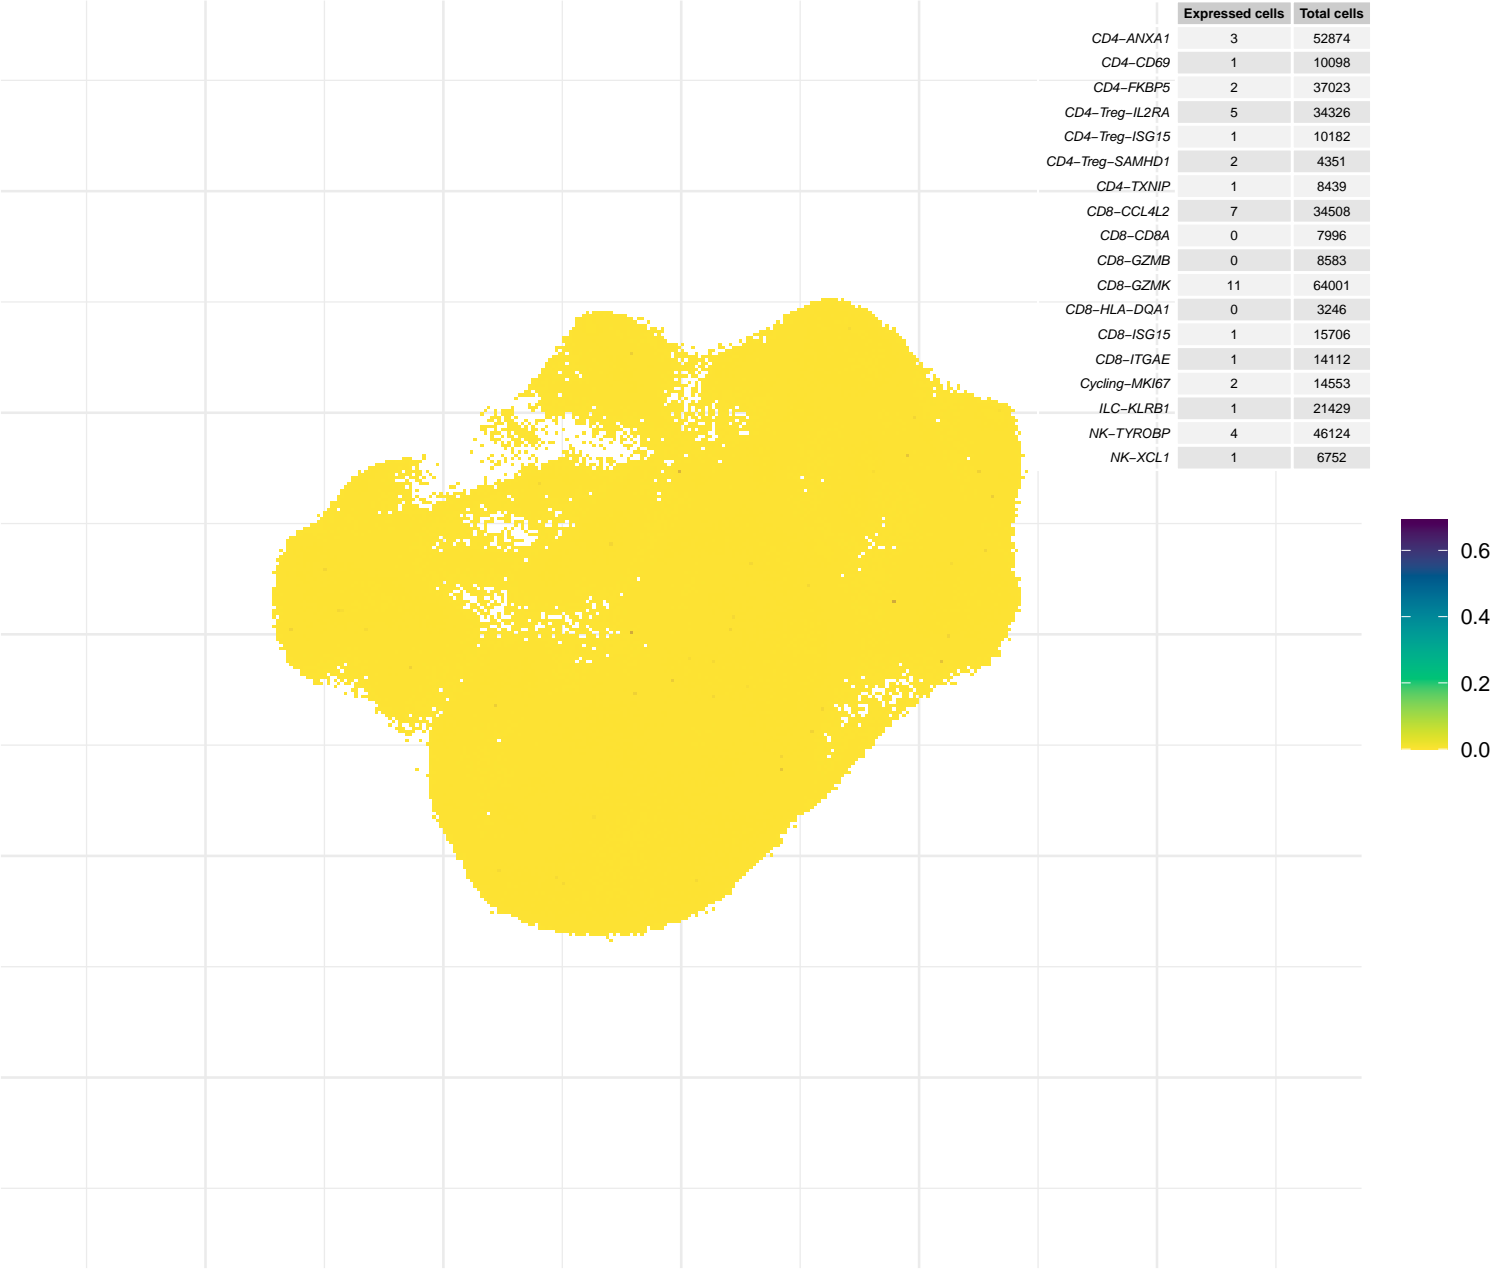 Expressed cells Total cells
CD4−ANXA1 3 52874
CD4−CD69 1 10098
CD4−FKBP5 2 37023
CD4−Treg−IL2RA 5 34326
CD4−Treg−ISG15 1 10182
CD4−Treg−SAMHD1 2 4351
CD4−TXNIP 1 8439
CD8−CCL4L2 7 34508
CD8−CD8A 0 7996
CD8−GZMB 0 8583
CD8−GZMK 11 64001
CD8−HLA−DQA1 0 3246
CD8−ISG15 1 15706
CD8−ITGAE 1 14112
Cycling−MKI67 2 14553
ILC−KLRB1 1 21429
NK−TYROBP 4 46124
NK−XCL1 1 6752
0.6
0.4
0.2
0.0